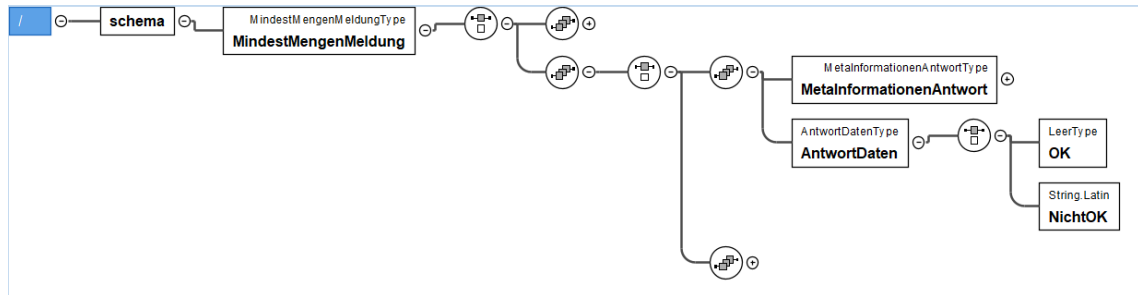 /
schema
MindestMengenMeldungType
MindestMengenMeldung
MetaInformationenAntwortType
MetaInformationenAntwort
AntwortDatenType
AntwortDaten
LeerType
OK
String.Latin
NichtOK